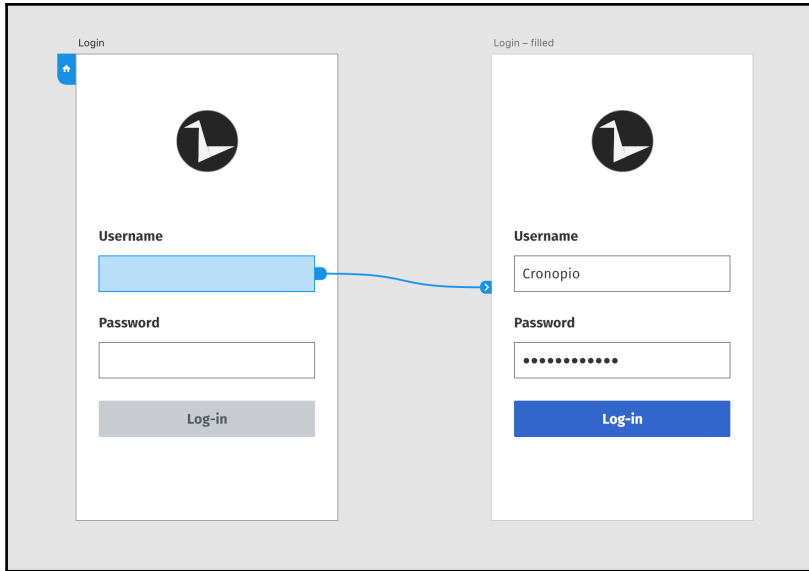 Login
Username
Password
Log-in
Login – filled
Username
Cronopio
Password
●●●●●●●●●●●●
Log-in